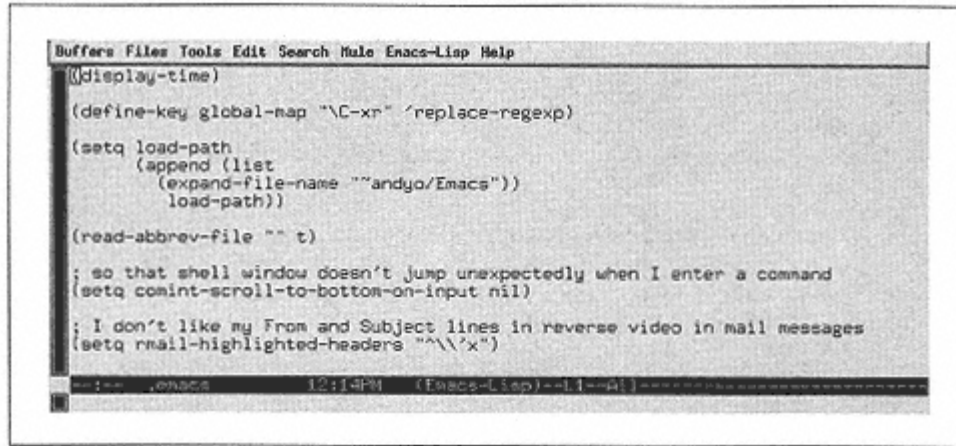 Buffers Files Tools Edit Search Mule Emacs-Lisp Help
(display-time)
(define-key global-map "\C-xr" 'replace-regexp)
(setq load-path
(append (list
(expand-file-name "~andyo/Emacs"))
load-path))
(read-abbrev-file "" t)
; so that shell window doesn't jump unexpectedly when I enter a command
(setq comint-scroll-to-bottom-on-input nil)
; I don't like my From and Subject lines in reverse video in mail messages
(setq rmail-highlighted-headers "^\\'x")
--:-- .emacs 12:14PM (Emacs-Lisp)--L1--All--------------------------------